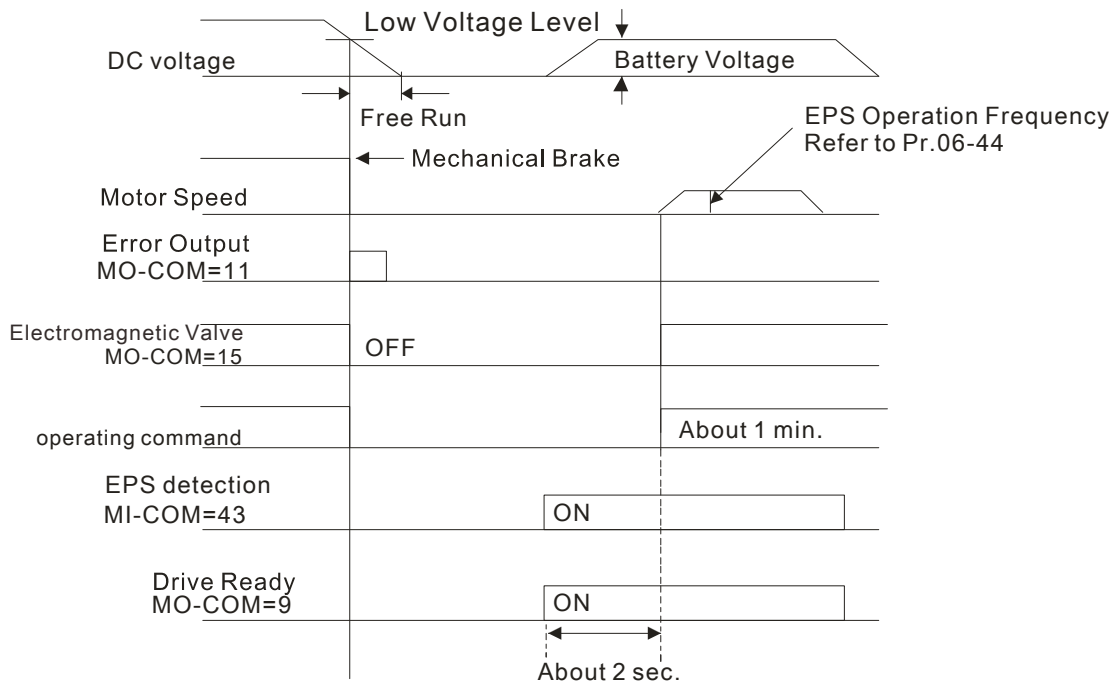 Low Voltage Level
DC voltage
Battery Voltage
Free Run
EPS Operation Frequency
Refer to Pr.06-44
Mechanical Brake
Motor Speed
Error Output
MO-COM=11
Electromagnetic Valve
MO-COM=15
OFF
operating command
About 1 min.
EPS detection
MI-COM=43
ON
Drive Ready
MO-COM=9
ON
About 2 sec.